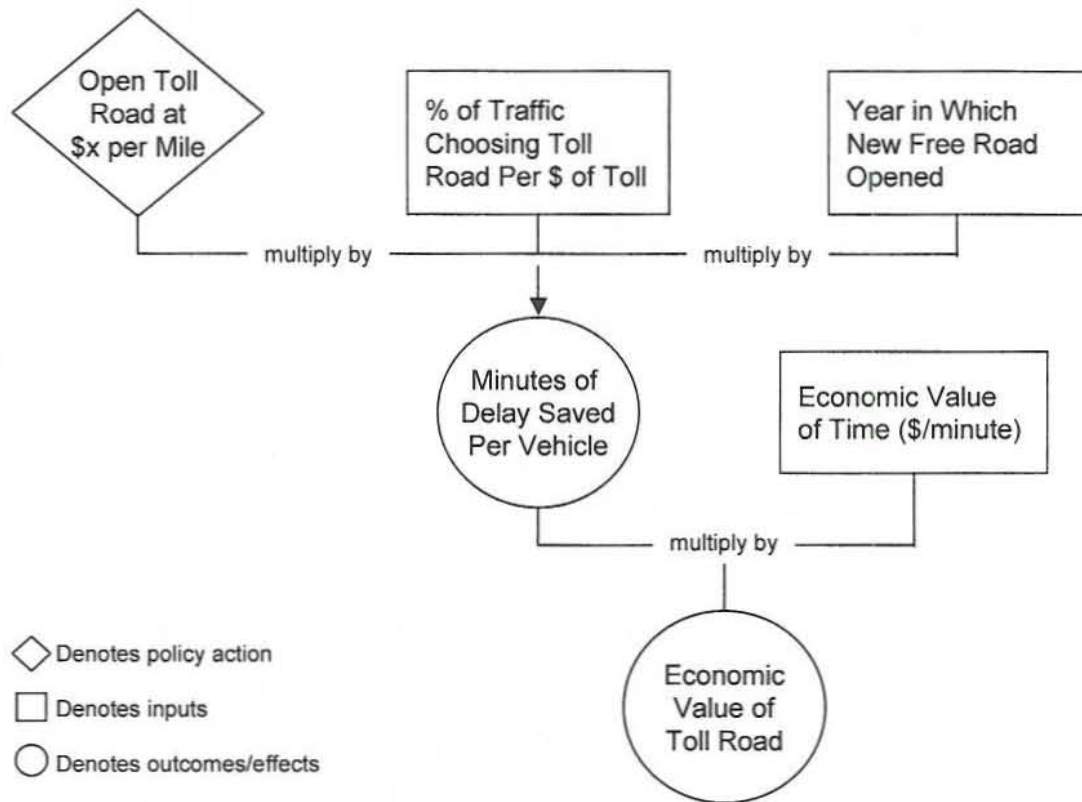 Open Toll
Road at
$x per Mile
% of Traffic
Choosing Toll
Road Per $ of Toll
Year in Which
New Free Road
Opened
multiply by
multiply by
Minutes of
Delay Saved
Per Vehicle
Economic Value
of Time ($/minute)
multiply by
Economic
Value of
Toll Road
Denotes policy action
Denotes inputs
Denotes outcomes/effects